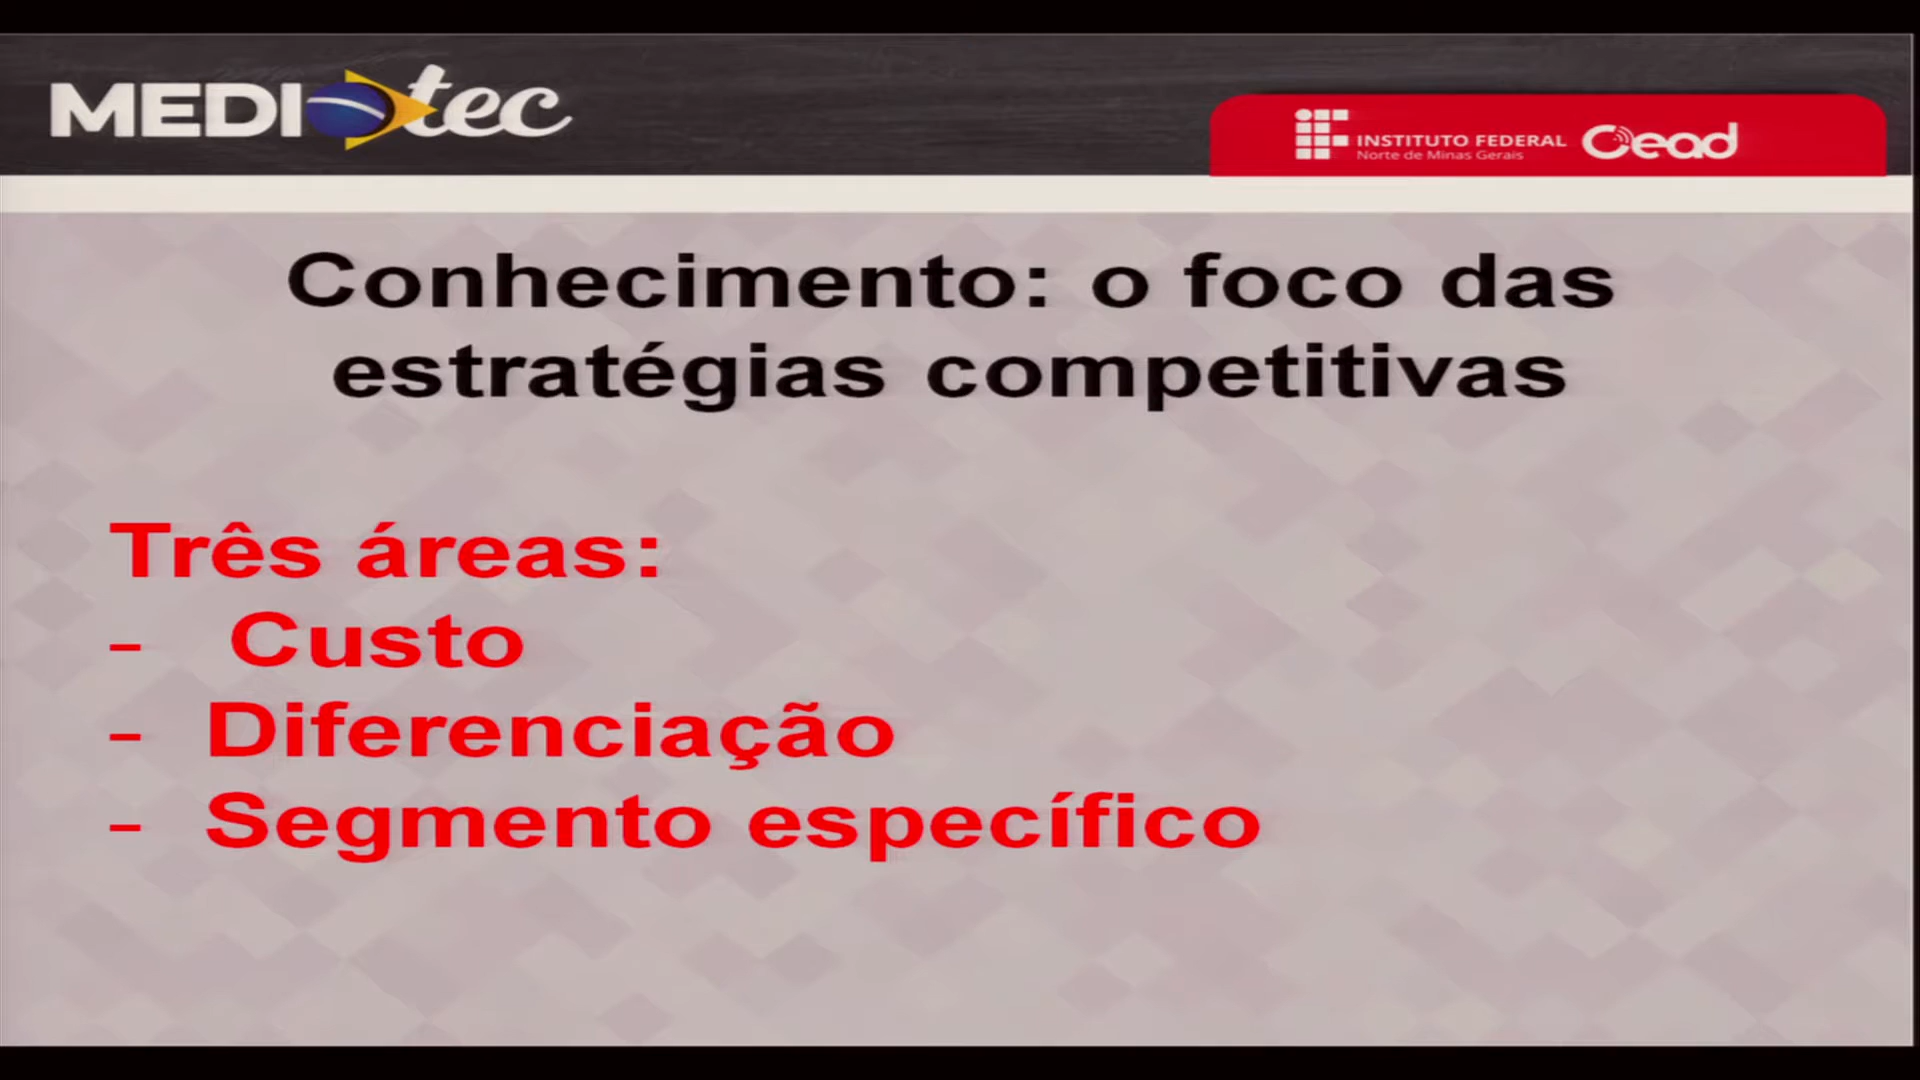 MEDIOtec
INSTITUTO FEDERAL
Norte de Minas Gerais
Cead
Conhecimento: o foco das
estratégias competitivas
Três áreas:
- Custo
- Diferenciação
- Segmento específico